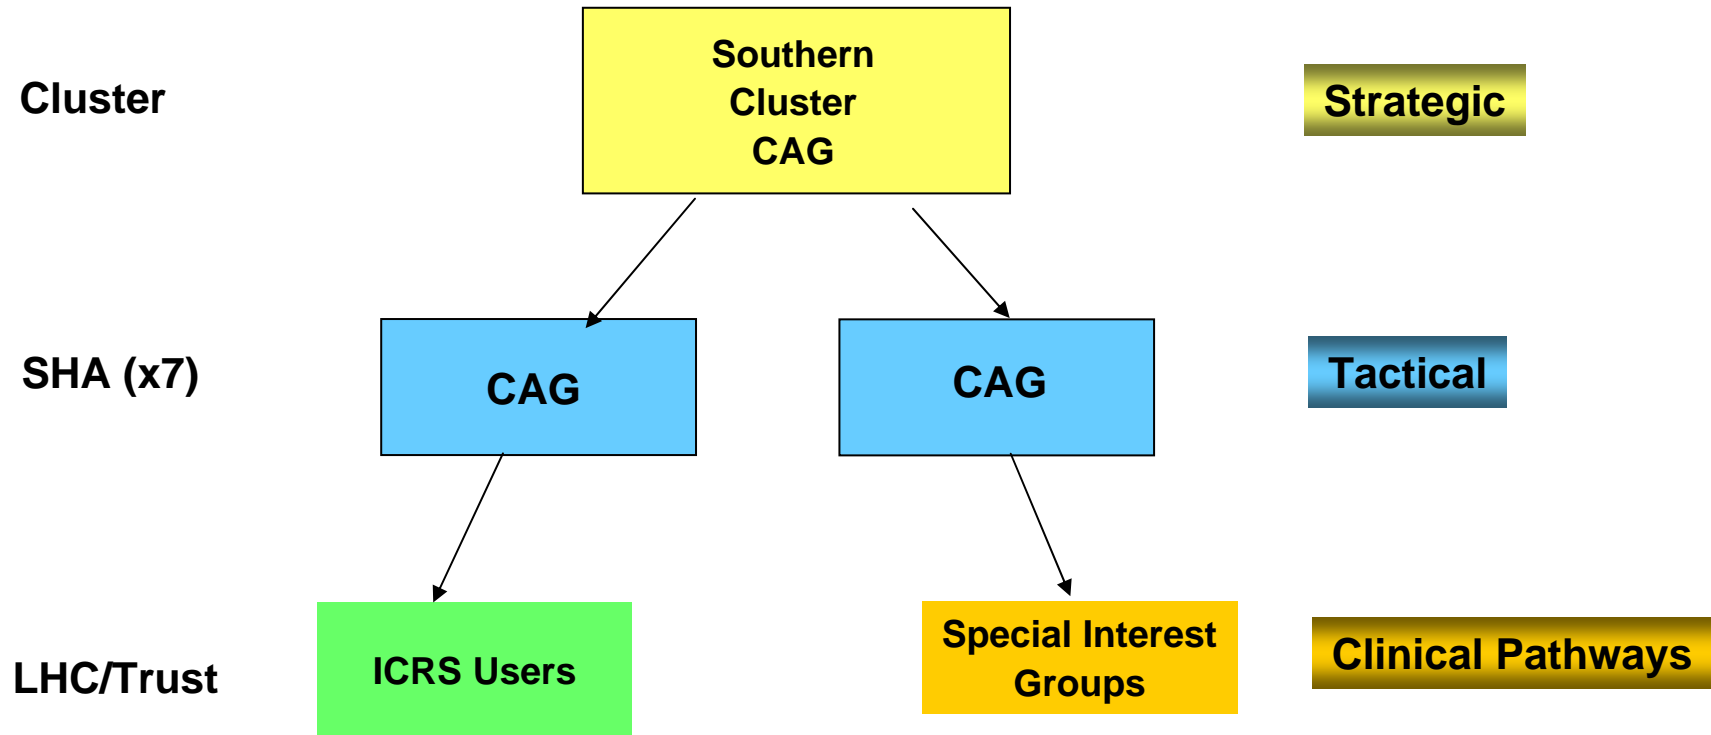 Cluster
Southern
Cluster
CAG
Strategic
SHA (x7)
CAG
CAG
Tactical
LHC/Trust
ICRS Users
Special Interest
Groups
Clinical Pathways